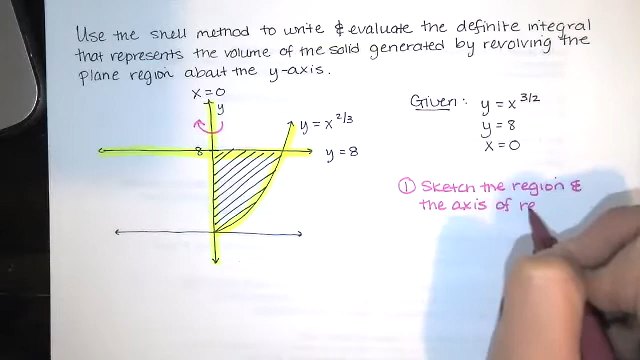 Use the shell method to write & evaluate the definite integral
that represents the volume of the solid generated by revolving the
plane region about the y-axis.
x=0
y
y = x^{2/3}
8
y = 8
Given: y = x^{3/2}
y = 8
x = 0
① Sketch the region &
the axis of re